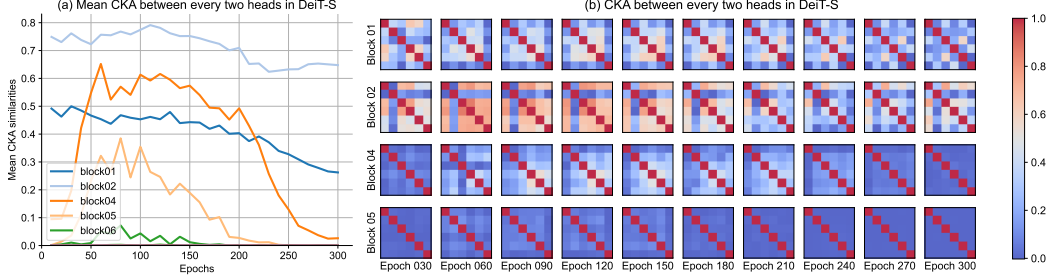 (a) Mean CKA between every two heads in DeiT-S
Mean CKA similarities
0.8
0.7
0.6
0.5
0.4
0.3
0.2
0.1
0.0
block01
block02
block04
block05
block06
0 50 100 150 200 250 300
Epochs
(b) CKA between every two heads in DeiT-S
Block 01
Block 02
Block 04
Block 05
Epoch 030 Epoch 060 Epoch 090 Epoch 120 Epoch 150 Epoch 180 Epoch 210 Epoch 240 Epoch 270 Epoch 300
1.0
0.8
0.6
0.4
0.2
0.0